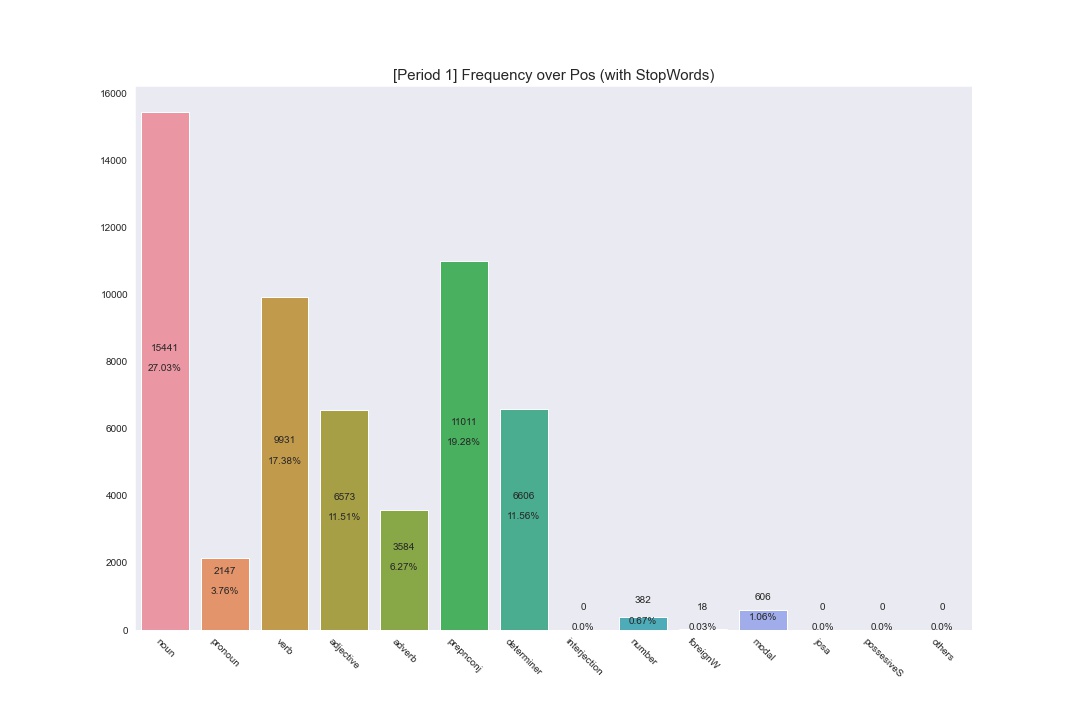 [Period 1] Frequency over Pos (with StopWords)
16000
14000
12000
10000
8000
6000
4000
2000
0
15441
27.03%
2147
3.76%
9931
17.38%
6573
11.51%
3584
6.27%
11011
19.28%
6606
11.56%
0
0.0%
382
0.67%
18
0.03%
606
1.06%
0
0.0%
0
0.0%
0
0.0%
noun
pronoun
verb
adjective
adverb
prepnconj
determiner
interjection
number
foreignW
modal
josa
possesiveS
others